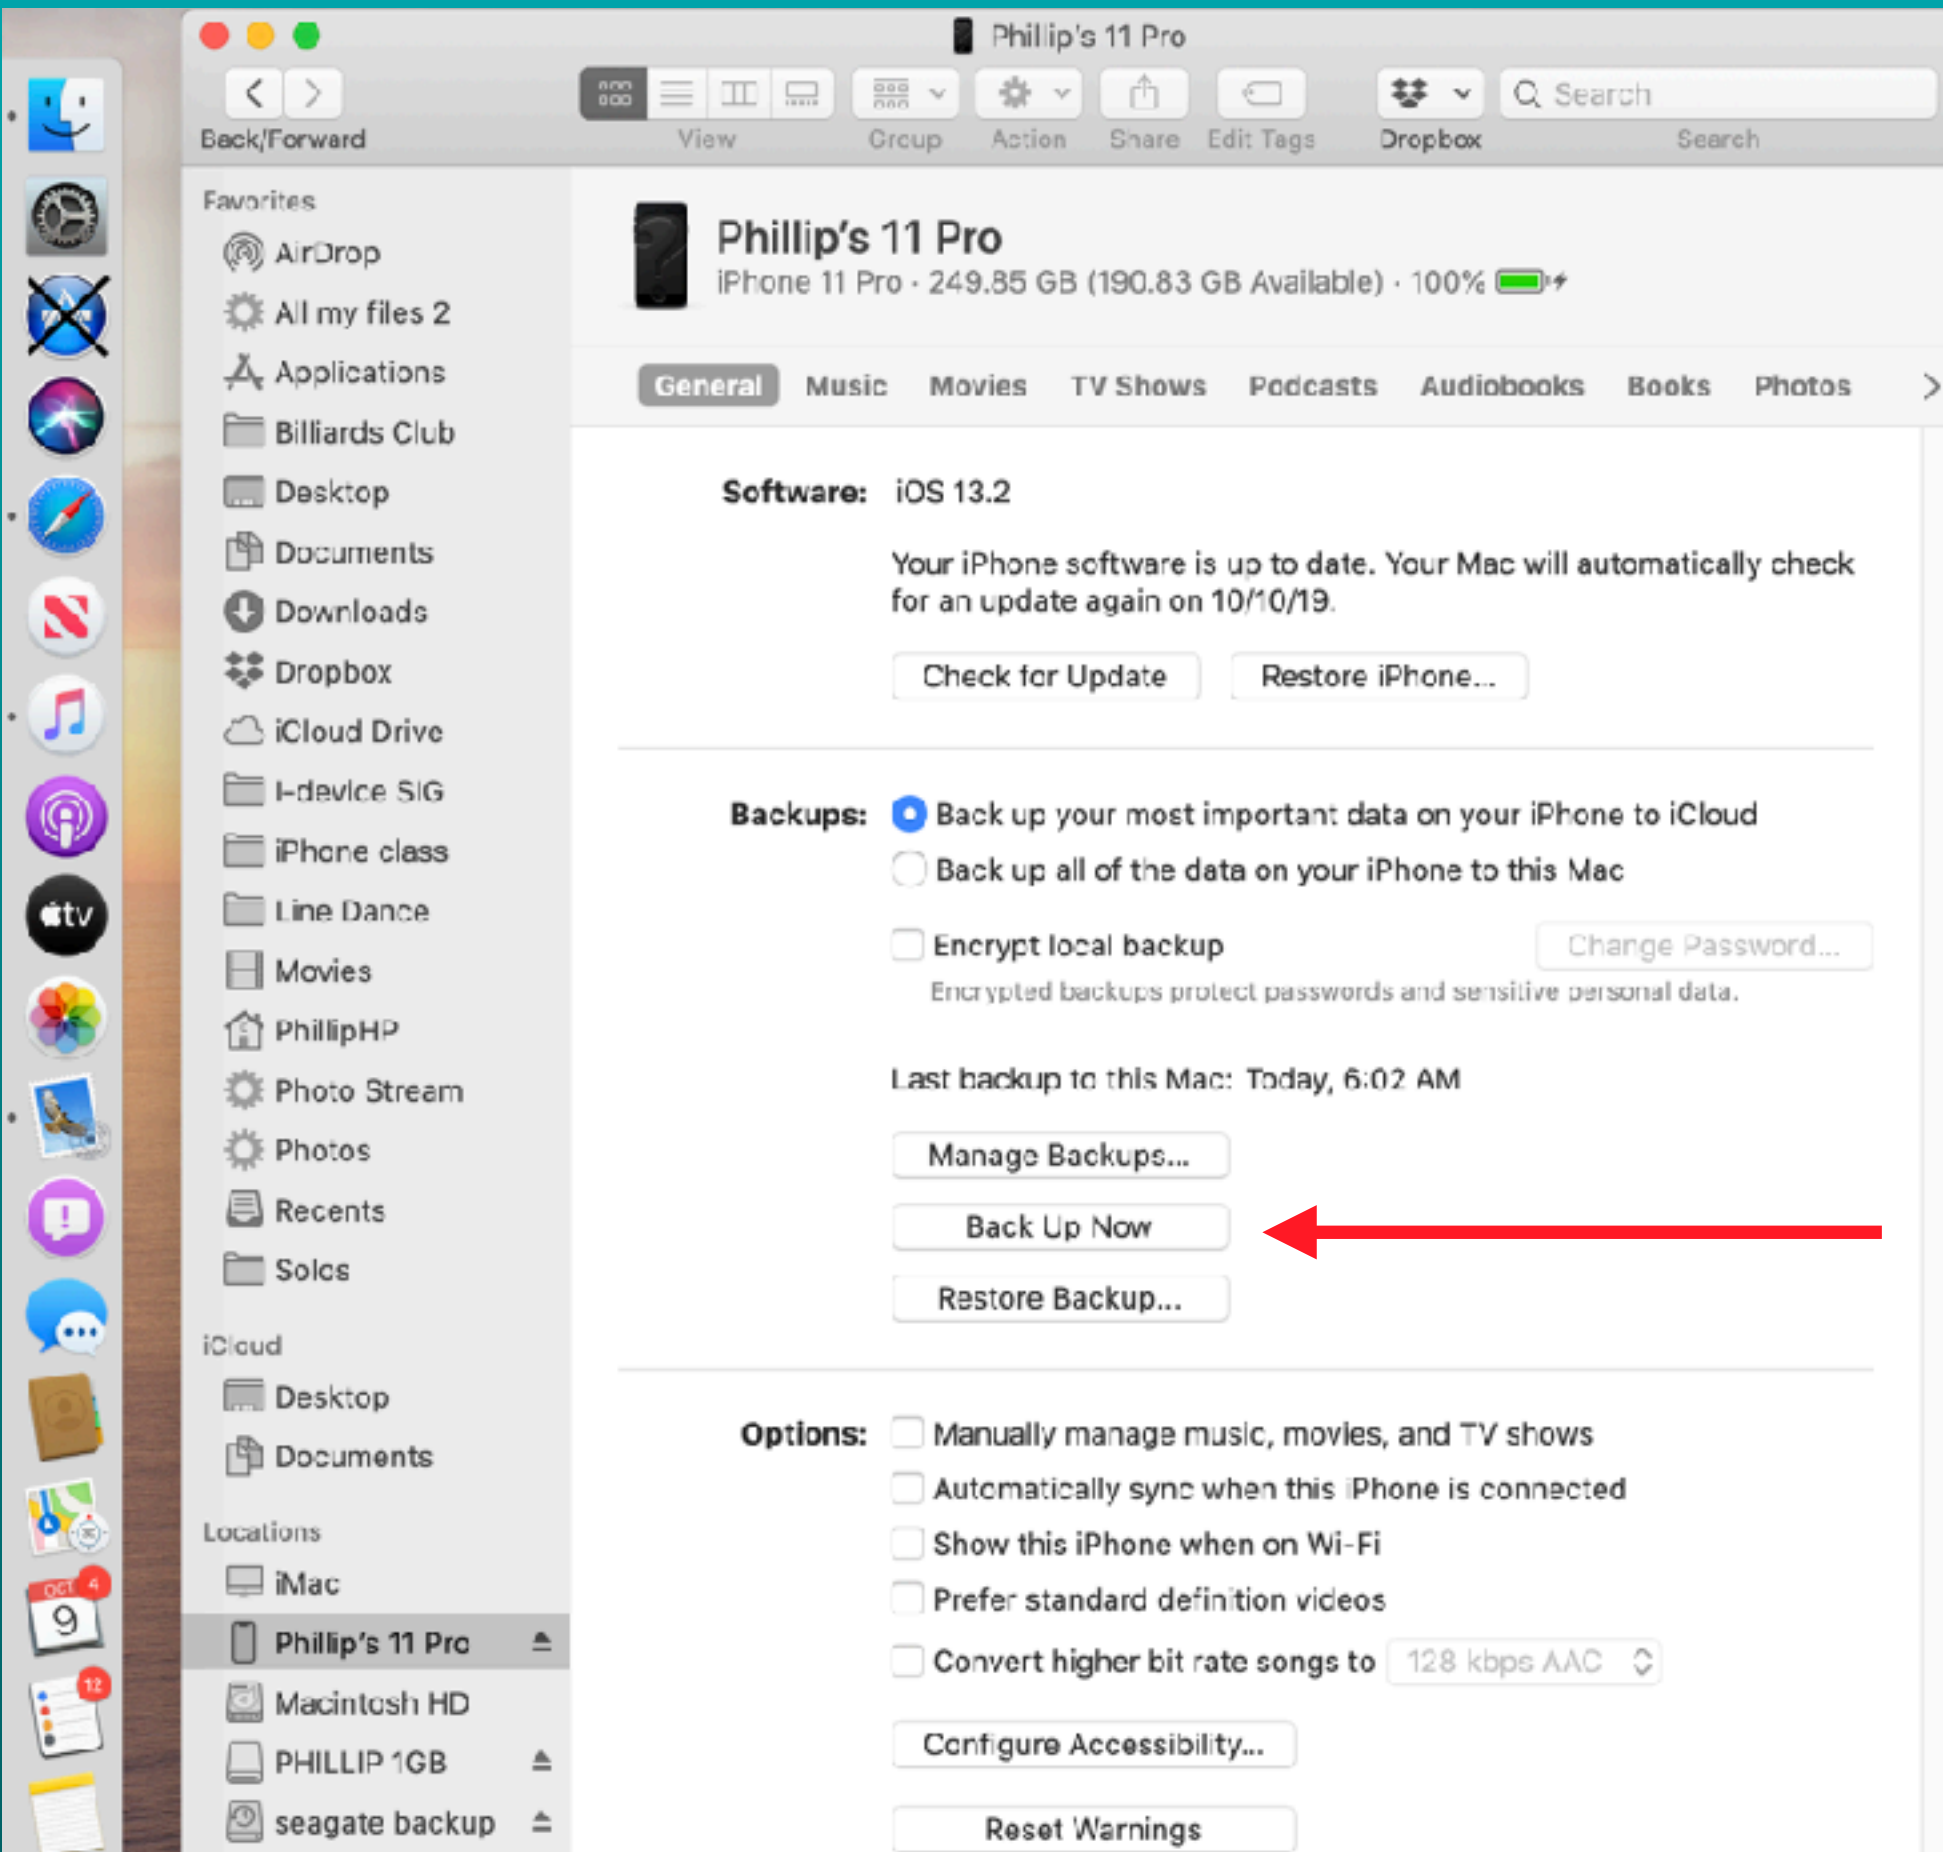 Phillip's 11 Pro
Search
Back/Forward View Group Action Share Edit Tags Dropbox Search
Favorites
AirDrop
All my files 2
Applications
Billiards Club
Desktop
Documents
Downloads
Dropbox
iCloud Drive
I-device SIG
iPhone class
Line Dance
Movies
PhillipHP
Photo Stream
Photos
Recents
Solos
iCloud
Desktop
Documents
Locations
iMac
Phillip's 11 Pro
Macintosh HD
PHILLIP 1GB
seagate backup
Phillip's 11 Pro
iPhone 11 Pro · 249.85 GB (190.83 GB Available) · 100%
General Music Movies TV Shows Podcasts Audiobooks Books Photos
Software: iOS 13.2
Your iPhone software is up to date. Your Mac will automatically check
for an update again on 10/10/19.
Check for Update Restore iPhone...
Backups: Back up your most important data on your iPhone to iCloud
Back up all of the data on your iPhone to this Mac
Encrypt local backup Change Password...
Encrypted backups protect passwords and sensitive personal data.
Last backup to this Mac: Today, 6:02 AM
Manage Backups...
Back Up Now
Restore Backup...
Options: Manually manage music, movies, and TV shows
Automatically sync when this iPhone is connected
Show this iPhone when on Wi-Fi
Prefer standard definition videos
Convert higher bit rate songs to 128 kbps AAC
Configure Accessibility...
Reset Warnings
tv
OCT 4
9
12